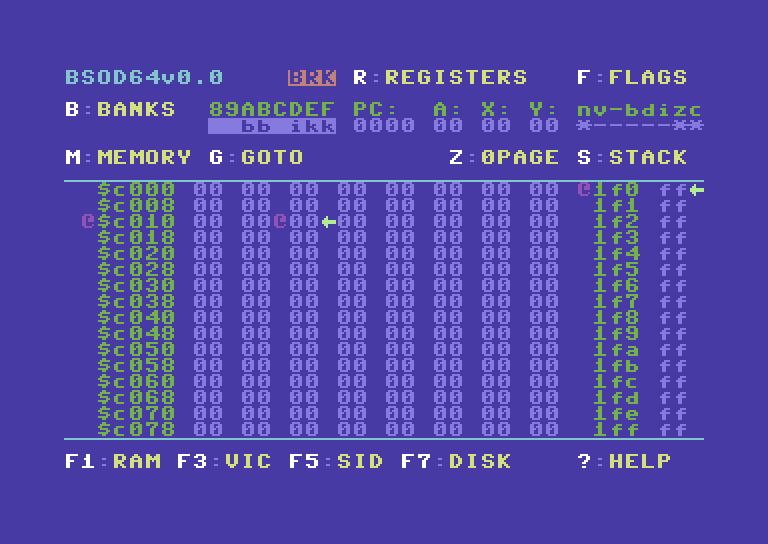 BSOD64v0.0 BRK R:REGISTERS F:FLAGS
B:BANKS 89ABCDEF PC: A: X: Y: nv-bdizc
bb ikk 0000 00 00 00 *-----**
M:MEMORY G:GOTO Z:0PAGE S:STACK
$c000 00 00 00 00 00 00 00 00 @1f0 ff←
$c008 00 00 00 00 00 00 00 00 1f1 ff
@$c010 00 00@00←00 00 00 00 00 1f2 ff
$c018 00 00 00 00 00 00 00 00 1f3 ff
$c020 00 00 00 00 00 00 00 00 1f4 ff
$c028 00 00 00 00 00 00 00 00 1f5 ff
$c030 00 00 00 00 00 00 00 00 1f6 ff
$c038 00 00 00 00 00 00 00 00 1f7 ff
$c040 00 00 00 00 00 00 00 00 1f8 ff
$c048 00 00 00 00 00 00 00 00 1f9 ff
$c050 00 00 00 00 00 00 00 00 1fa ff
$c058 00 00 00 00 00 00 00 00 1fb ff
$c060 00 00 00 00 00 00 00 00 1fc ff
$c068 00 00 00 00 00 00 00 00 1fd ff
$c070 00 00 00 00 00 00 00 00 1fe ff
$c078 00 00 00 00 00 00 00 00 1ff ff
F1:RAM F3:VIC F5:SID F7:DISK ?:HELP